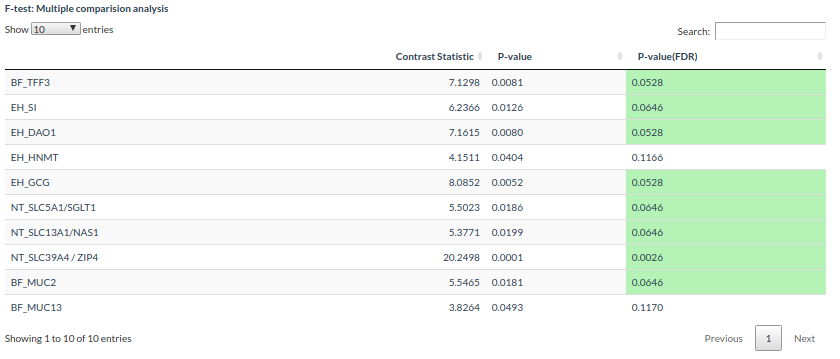 F-test: Multiple comparision analysis
Show 10 entries
Search:
Contrast Statistic P-value P-value(FDR)
BF_TFF3 7.1298 0.0081 0.0528
EH_SI 6.2366 0.0126 0.0646
EH_DAO1 7.1615 0.0080 0.0528
EH_HNMT 4.1511 0.0404 0.1166
EH_GCG 8.0852 0.0052 0.0528
NT_SLC5A1/SGLT1 5.5023 0.0186 0.0646
NT_SLC13A1/NAS1 5.3771 0.0199 0.0646
NT_SLC39A4 / ZIP4 20.2498 0.0001 0.0026
BF_MUC2 5.5465 0.0181 0.0646
BF_MUC13 3.8264 0.0493 0.1170
Showing 1 to 10 of 10 entries
Previous 1 Next